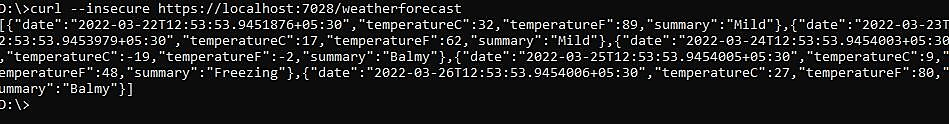 D:\>curl --insecure https://localhost:7028/weatherforecast
[{"date":"2022-03-22T12:53:53.9451876+05:30","temperatureC":32,"temperatureF":89,"summary":"Mild"},{"date":"2022-03-23T
2:53:53.9453979+05:30","temperatureC":17,"temperatureF":62,"summary":"Mild"},{"date":"2022-03-24T12:53:53.9454003+05:30
,"temperatureC":-19,"temperatureF":-2,"summary":"Balmy"},{"date":"2022-03-25T12:53:53.9454005+05:30","temperatureC":9,"
emperatureF":48,"summary":"Freezing"},{"date":"2022-03-26T12:53:53.9454006+05:30","temperatureC":27,"temperatureF":80,"
ummary":"Balmy"}]
D:\>